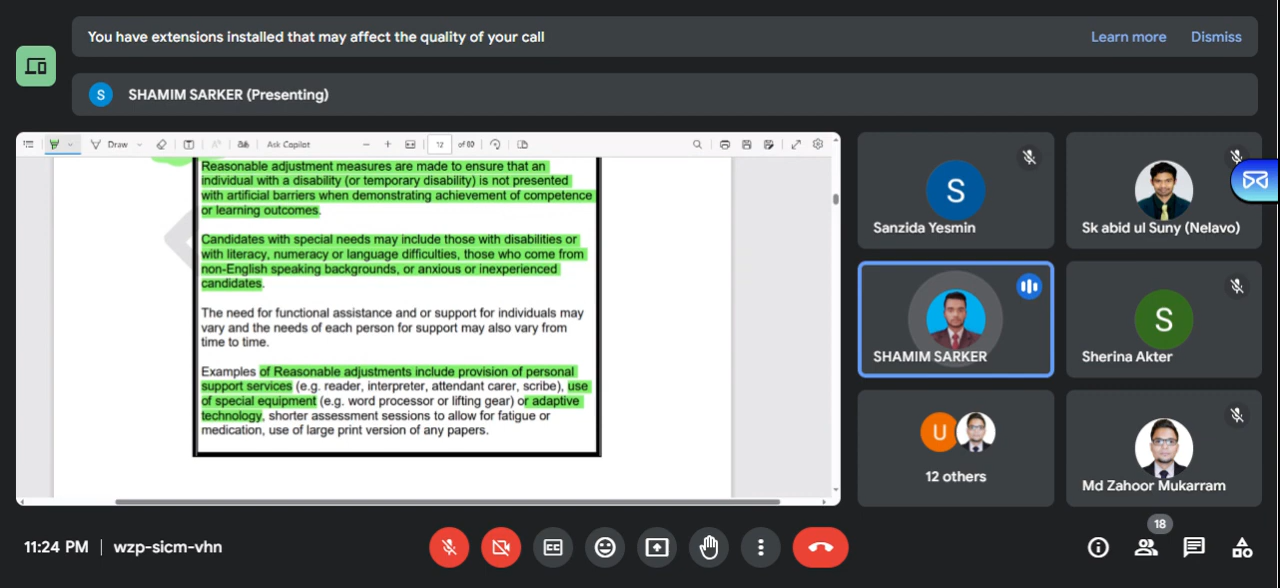 You have extensions installed that may affect the quality of your call
Learn more
Dismiss
S
SHAMIM SARKER (Presenting)
Draw
Ask Copilot
12
of 80
Reasonable adjustment measures are made to ensure that an
individual with a disability (or temporary disability) is not presented
with artificial barriers when demonstrating achievement of competence
or learning outcomes.
Candidates with special needs may include those with disabilities or
with literacy, numeracy or language difficulties, those who come from
non-English speaking backgrounds, or anxious or inexperienced
candidates.
The need for functional assistance and or support for individuals may
vary and the needs of each person for support may also vary from
time to time.
Examples of Reasonable adjustments include provision of personal
support services (e.g. reader, interpreter, attendant carer, scribe), use
of special equipment (e.g. word processor or lifting gear) or adaptive
technology, shorter assessment sessions to allow for fatigue or
medication, use of large print version of any papers.
S
Sanzida Yesmin
Sk abid ul Suny (Nelavo)
SHAMIM SARKER
S
Sherina Akter
U
12 others
Md Zahoor Mukarram
11:24 PM
wzp-sicm-vhn
CC
18